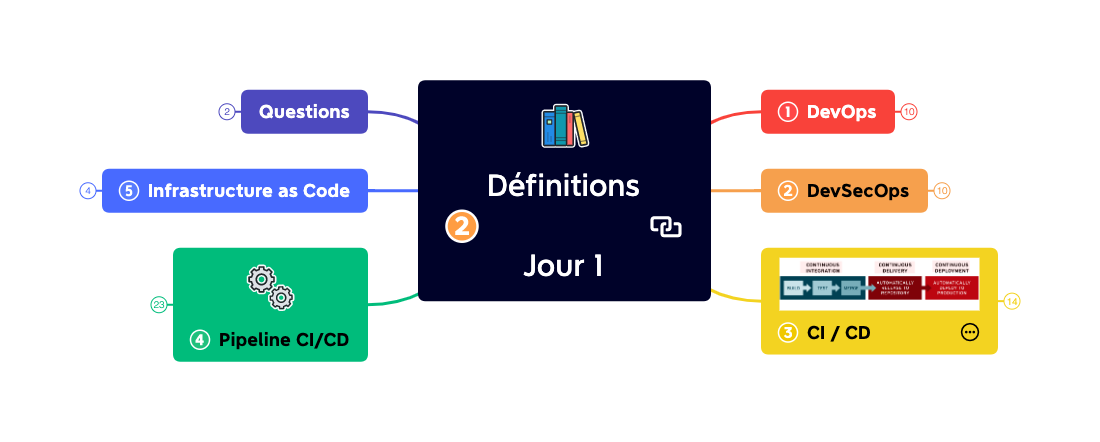 Définitions
2
Jour 1
1 DevOps
10
2 DevSecOps
10
CONTINUOUS INTEGRATION
CONTINUOUS DELIVERY
CONTINUOUS DEPLOYMENT
BUILD
TEST
MERGE
AUTOMATICALLY
RELEASE TO
REPOSITORY
AUTOMATICALLY
DEPLOY TO
PRODUCTION
3 CI / CD
14
Questions
2
5 Infrastructure as Code
4
4 Pipeline CI/CD
23